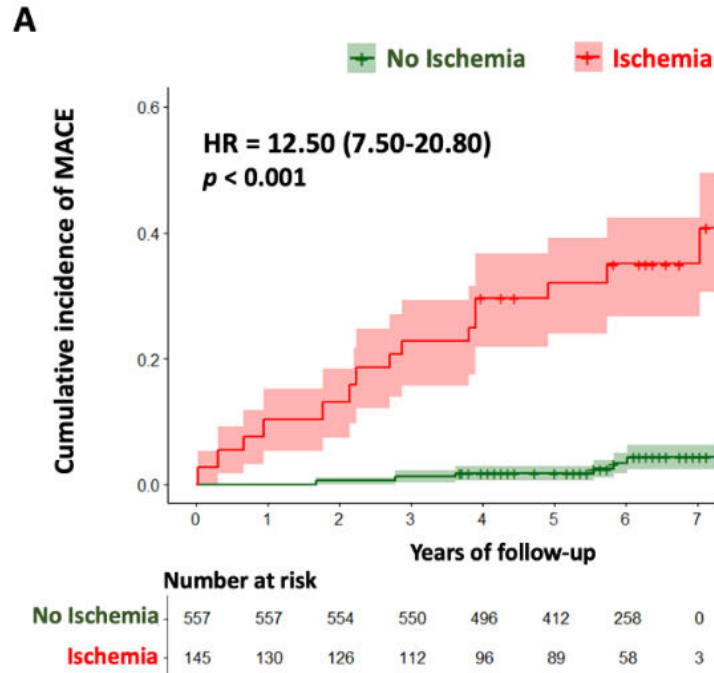 A
No Ischemia Ischemia
Cumulative incidence of MACE
0.6
HR = 12.50 (7.50-20.80)
p < 0.001
0.4
0.2
0.0
0 1 2 3 4 5 6 7
Years of follow-up
Number at risk
No Ischemia 557 557 554 550 496 412 258 0
Ischemia 145 130 126 112 96 89 58 3